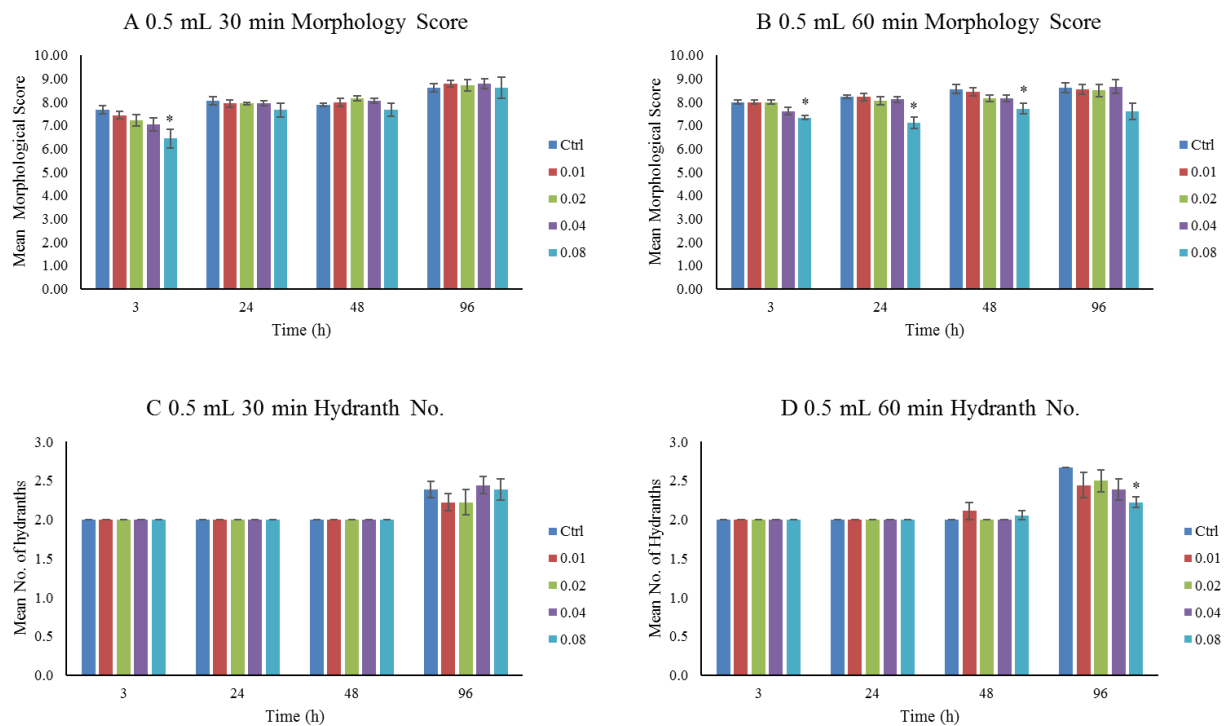 A 0.5 mL 30 min Morphology Score
10.00
9.00
8.00
7.00
6.00
5.00
4.00
3.00
2.00
1.00
0.00
Mean Morphological Score
*
3 24 48 96
Time (h)
Ctrl
0.01
0.02
0.04
0.08
B 0.5 mL 60 min Morphology Score
10.00
9.00
8.00
7.00
6.00
5.00
4.00
3.00
2.00
1.00
0.00
Mean Morphological Score
* * *
3 24 48 96
Time (h)
Ctrl
0.01
0.02
0.04
0.08
C 0.5 mL 30 min Hydranth No.
3.0
2.5
2.0
1.5
1.0
0.5
0.0
Mean No. of hydranths
3 24 48 96
Time (h)
Ctrl
0.01
0.02
0.04
0.08
D 0.5 mL 60 min Hydranth No.
3.0
2.5
2.0
1.5
1.0
0.5
0.0
Mean No. of Hydranths
*
3 24 48 96
Time (h)
Ctrl
0.01
0.02
0.04
0.08